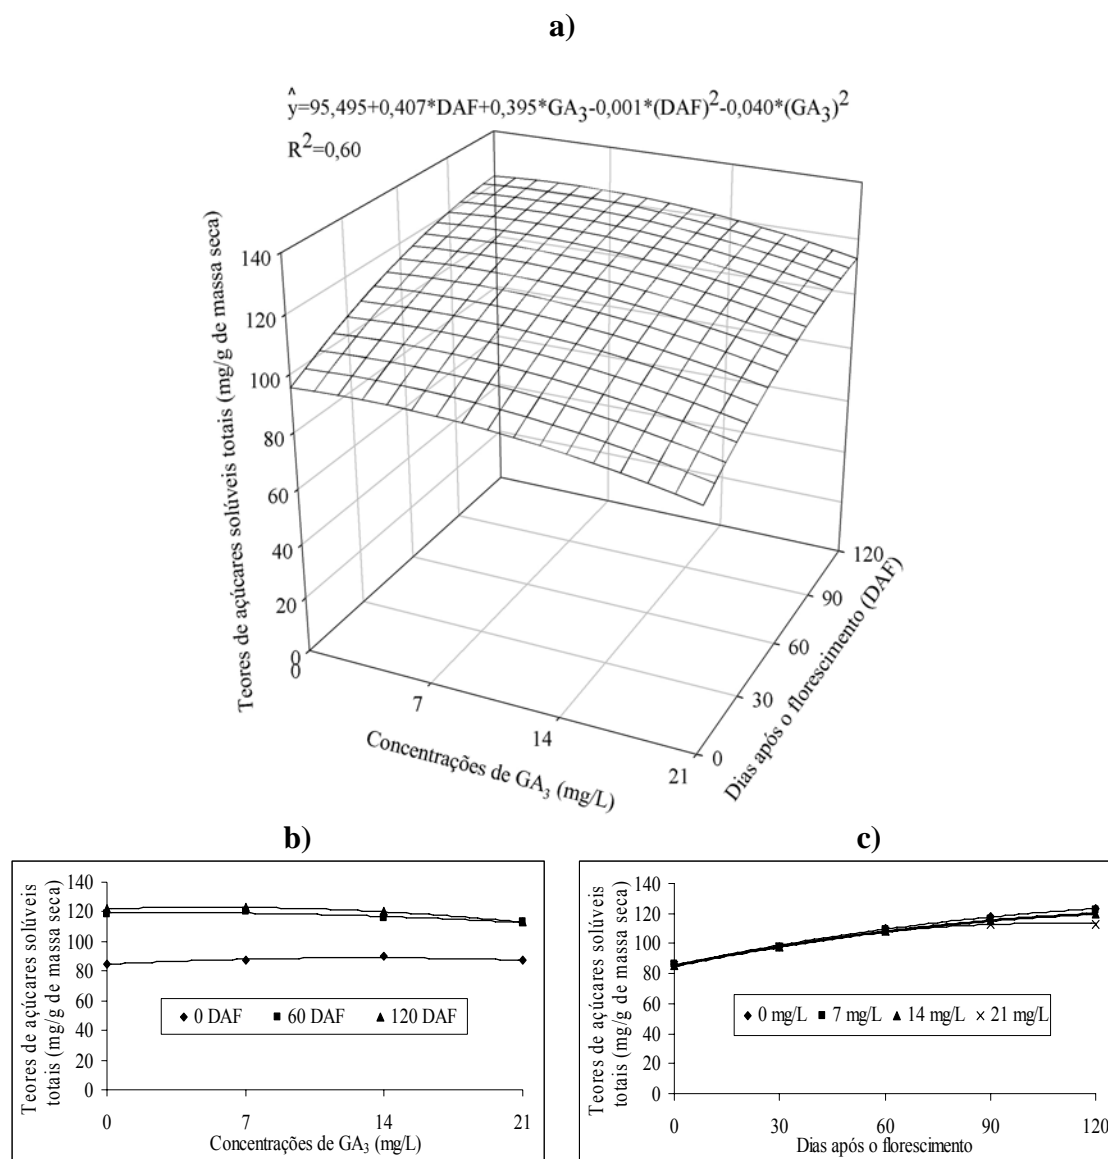 a)
ŷ=95,495+0,407*DAF+0,395*GA₃-0,001*(DAF)²-0,040*(GA₃)²
R²=0,60
Teores de açúcares solúveis totais (mg/g de massa seca)
140
120
100
80
60
40
20
0
0
7
14
21
Concentrações de GA₃ (mg/L)
0
30
60
90
120
Dias após o florescimento (DAF)
b)
Teores de açúcares solúveis
totais (mg/g de massa seca)
140
120
100
80
60
40
20
0
0 DAF 60 DAF 120 DAF
0 7 14 21
Concentrações de GA₃ (mg/L)
c)
Teores de açúcares solúveis
totais (mg/g de massa seca)
140
120
100
80
60
40
20
0
0 mg/L 7 mg/L 14 mg/L 21 mg/L
0 30 60 90 120
Dias após o florescimento